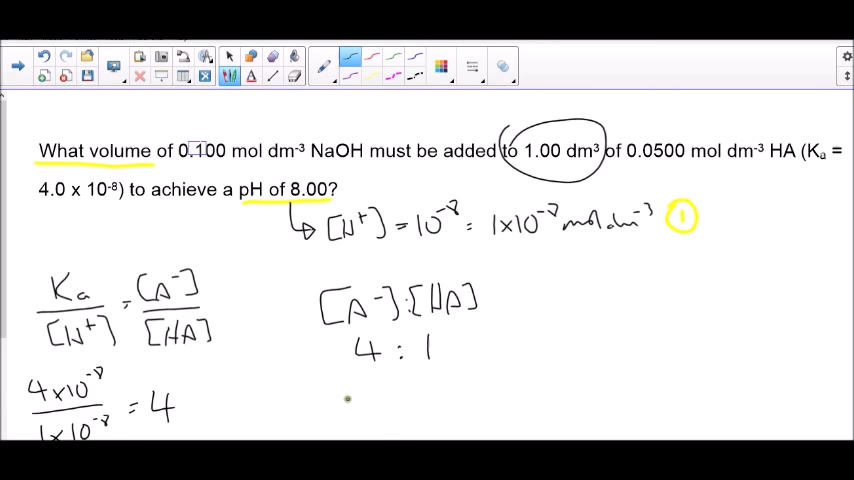 What volume of 0.100 mol dm⁻³ NaOH must be added to 1.00 dm³ of 0.0500 mol dm⁻³ HA (Kₐ =
4.0 x 10⁻⁸) to achieve a pH of 8.00?
↳ [H⁺] = 10⁻⁸ = 1x10⁻⁸ mol dm⁻³ ①
Ka/[H⁺] = [A⁻]/[HA]
[A⁻]:[HA]
4 : 1
4x10⁻⁸/1x10⁻⁸ = 4